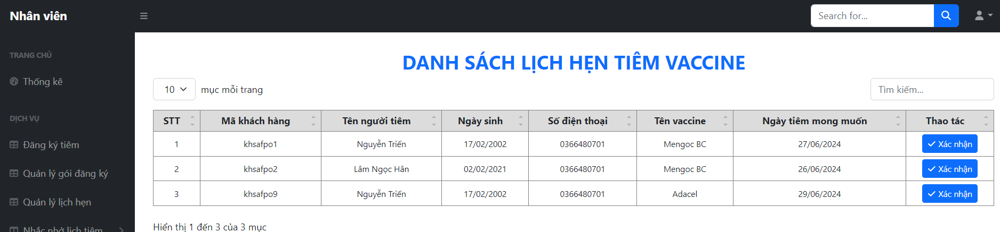 Nhân viên
Search for...
TRANG CHỦ
Thống kê
DỊCH VỤ
Đăng ký tiêm
Quản lý gói đăng ký
Quản lý lịch hẹn
Nhắc nhở lịch tiêm
DANH SÁCH LỊCH HẸN TIÊM VACCINE
10 mục mỗi trang
Tìm kiếm...
STT Mã khách hàng Tên người tiêm Ngày sinh Số điện thoại Tên vaccine Ngày tiêm mong muốn Thao tác
1 khsafpo1 Nguyễn Triến 17/02/2002 0366480701 Mengoc BC 27/06/2024 Xác nhận
2 khsafpo2 Lâm Ngọc Hân 02/02/2021 0366480701 Mengoc BC 26/06/2024 Xác nhận
3 khsafpo9 Nguyễn Triến 17/02/2002 0366480701 Adacel 29/06/2024 Xác nhận
Hiển thị 1 đến 3 của 3 mục